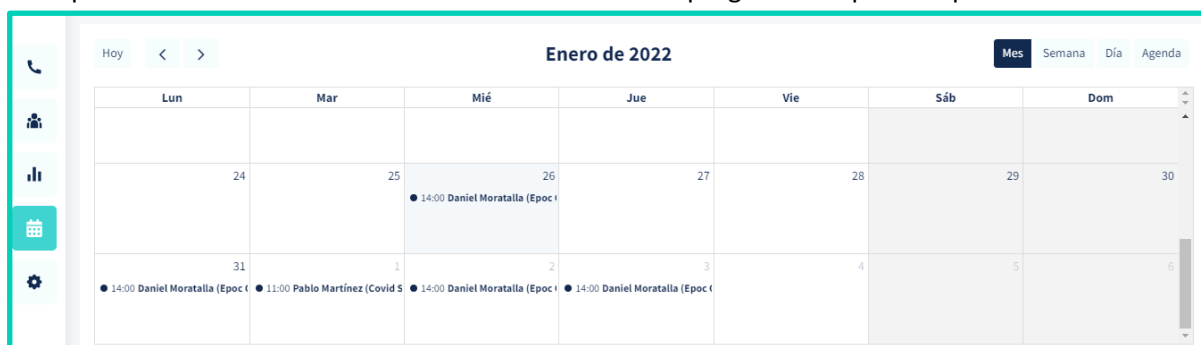 Hoy
Enero de 2022
Mes Semana Día Agenda
Lun Mar Mié Jue Vie Sáb Dom
24 25 26 27 28 29 30
14:00 Daniel Moratalla (Epoc
31 1 2 3 4 5 6
14:00 Daniel Moratalla (Epoc 11:00 Pablo Martínez (Covid S 14:00 Daniel Moratalla (Epoc 14:00 Daniel Moratalla (Epoc